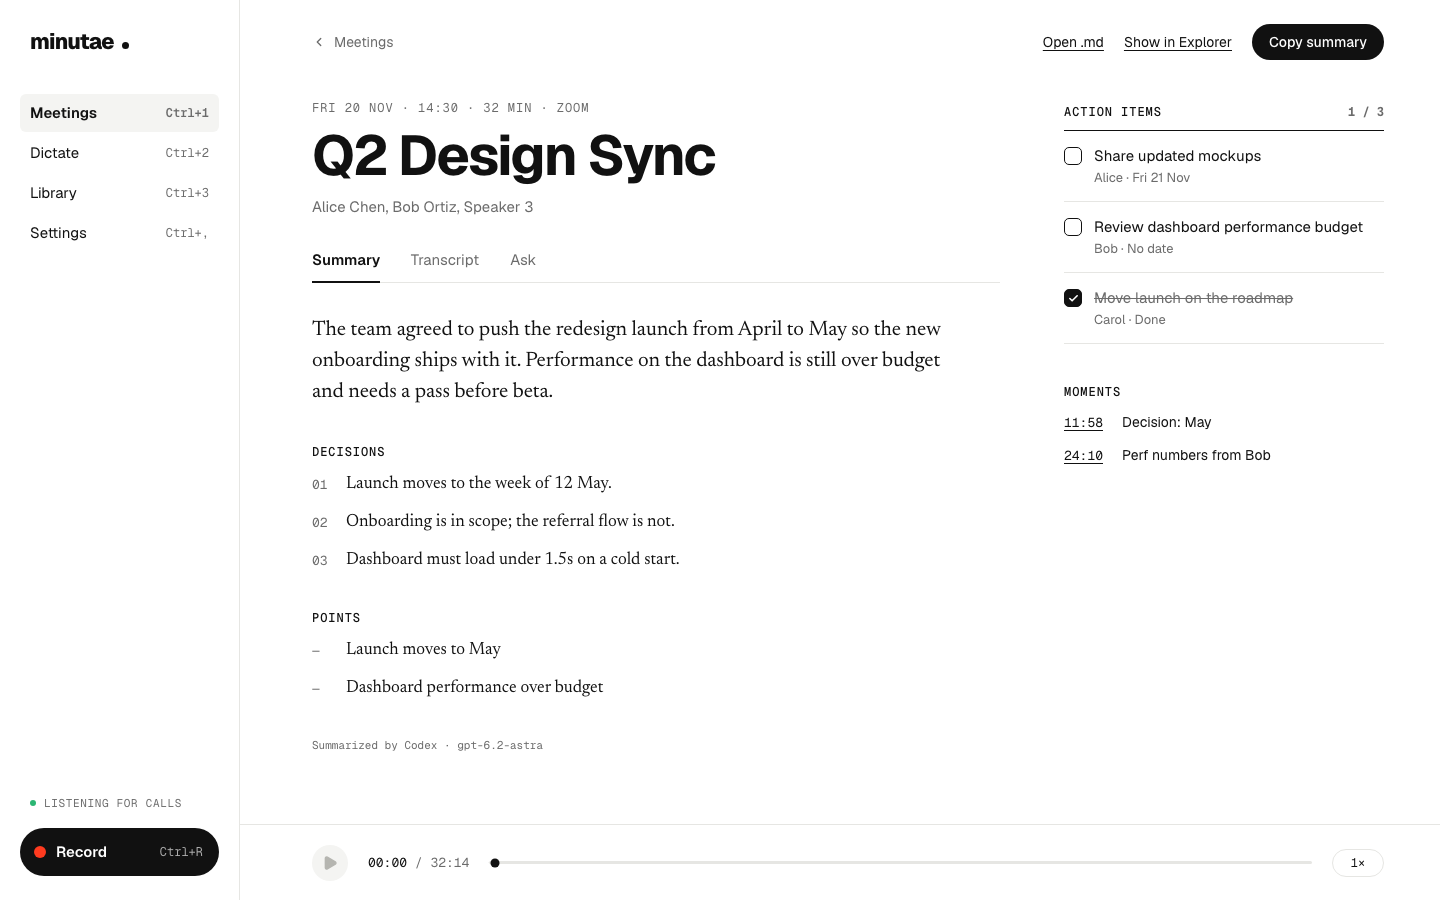 minutae
Meetings Ctrl+1
Dictate Ctrl+2
Library Ctrl+3
Settings Ctrl+,
LISTENING FOR CALLS
Record Ctrl+R
Meetings
Open .md Show in Explorer Copy summary
FRI 20 NOV · 14:30 · 32 MIN · ZOOM
Q2 Design Sync
Alice Chen, Bob Ortiz, Speaker 3
Summary Transcript Ask
The team agreed to push the redesign launch from April to May so the new
onboarding ships with it. Performance on the dashboard is still over budget
and needs a pass before beta.
DECISIONS
01 Launch moves to the week of 12 May.
02 Onboarding is in scope; the referral flow is not.
03 Dashboard must load under 1.5s on a cold start.
POINTS
– Launch moves to May
– Dashboard performance over budget
Summarized by Codex · gpt-6.2-astra
ACTION ITEMS 1 / 3
Share updated mockups
Alice · Fri 21 Nov
Review dashboard performance budget
Bob · No date
Move launch on the roadmap
Carol · Done
MOMENTS
11:58 Decision: May
24:10 Perf numbers from Bob
00:00 / 32:14 1×